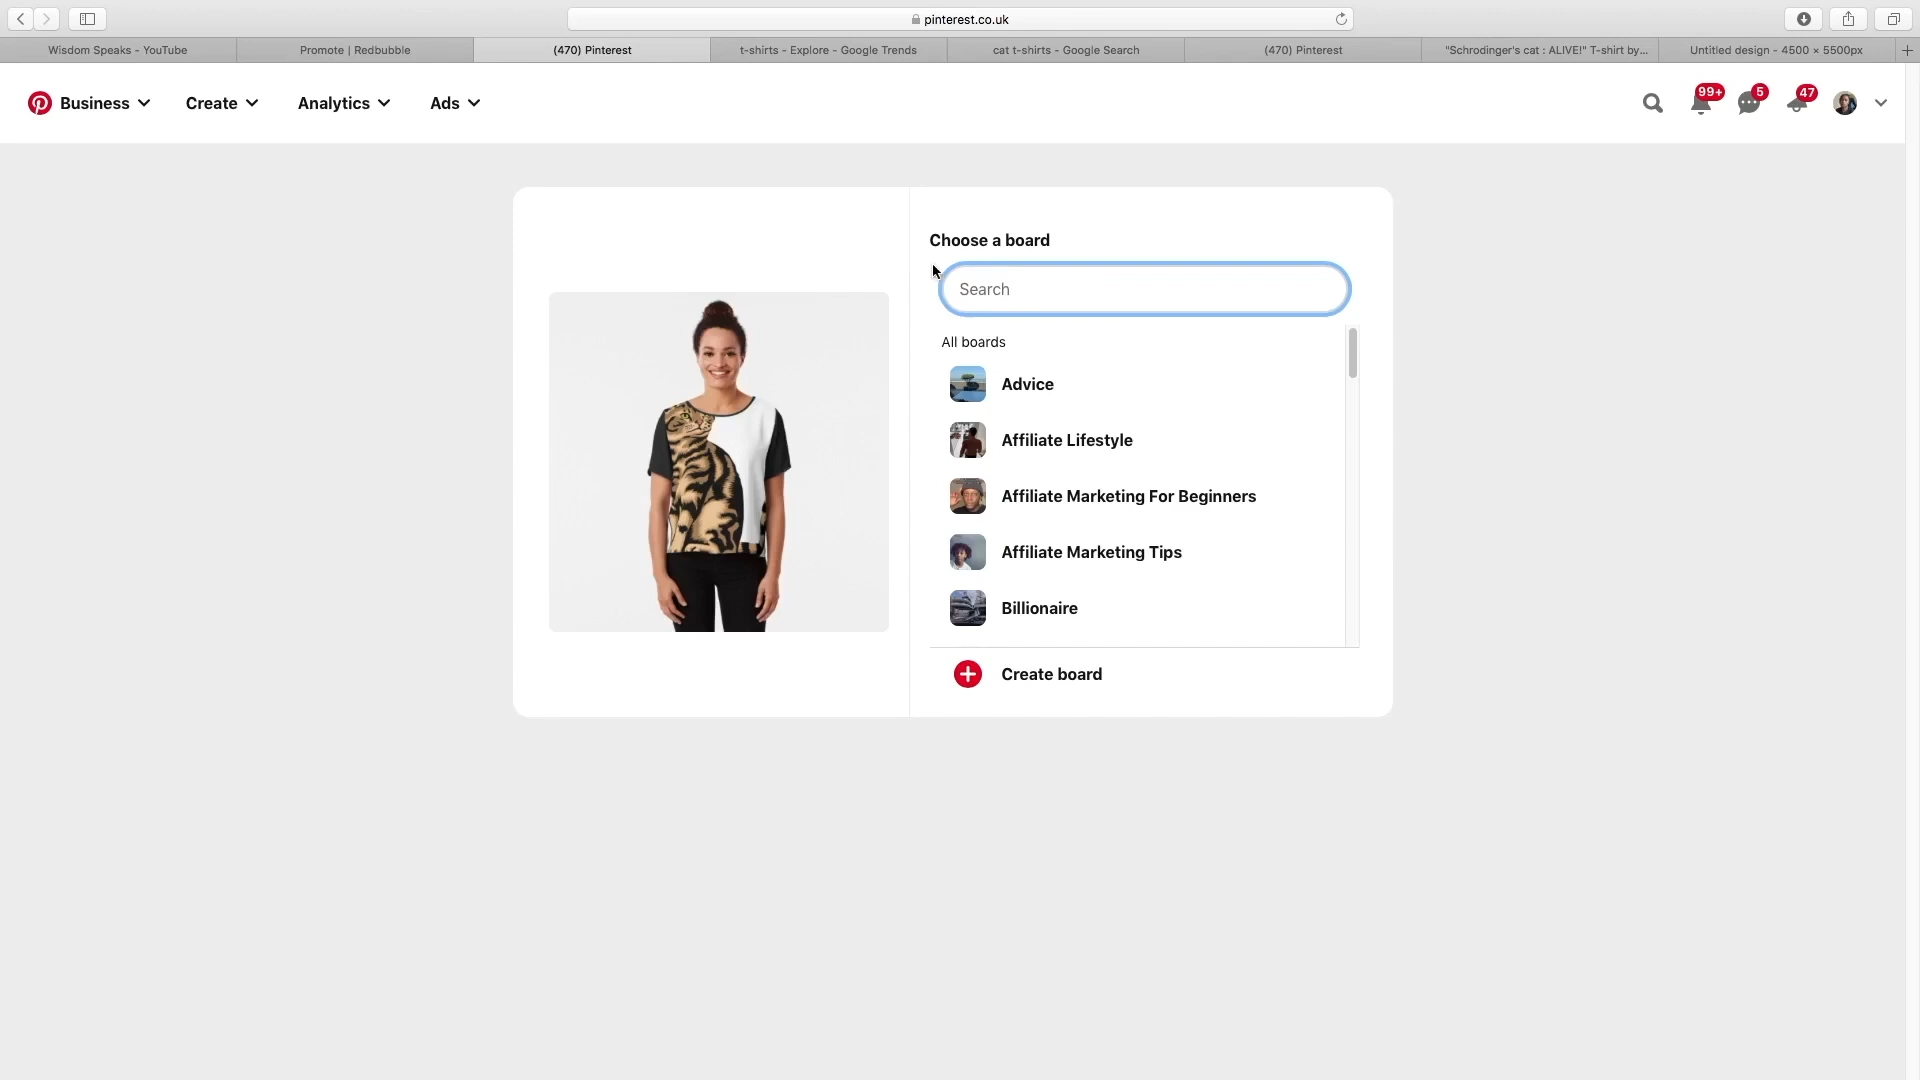 pinterest.co.uk
Wisdom Speaks - YouTube
Promote | Redbubble
(470) Pinterest
t-shirts - Explore - Google Trends
cat t-shirts - Google Search
(470) Pinterest
"Schrodinger's cat : ALIVE!" T-shirt by...
Untitled design - 4500 × 5500px
Business
Create
Analytics
Ads
99+
5
47
Choose a board
Search
All boards
Advice
Affiliate Lifestyle
Affiliate Marketing For Beginners
Affiliate Marketing Tips
Billionaire
Create board